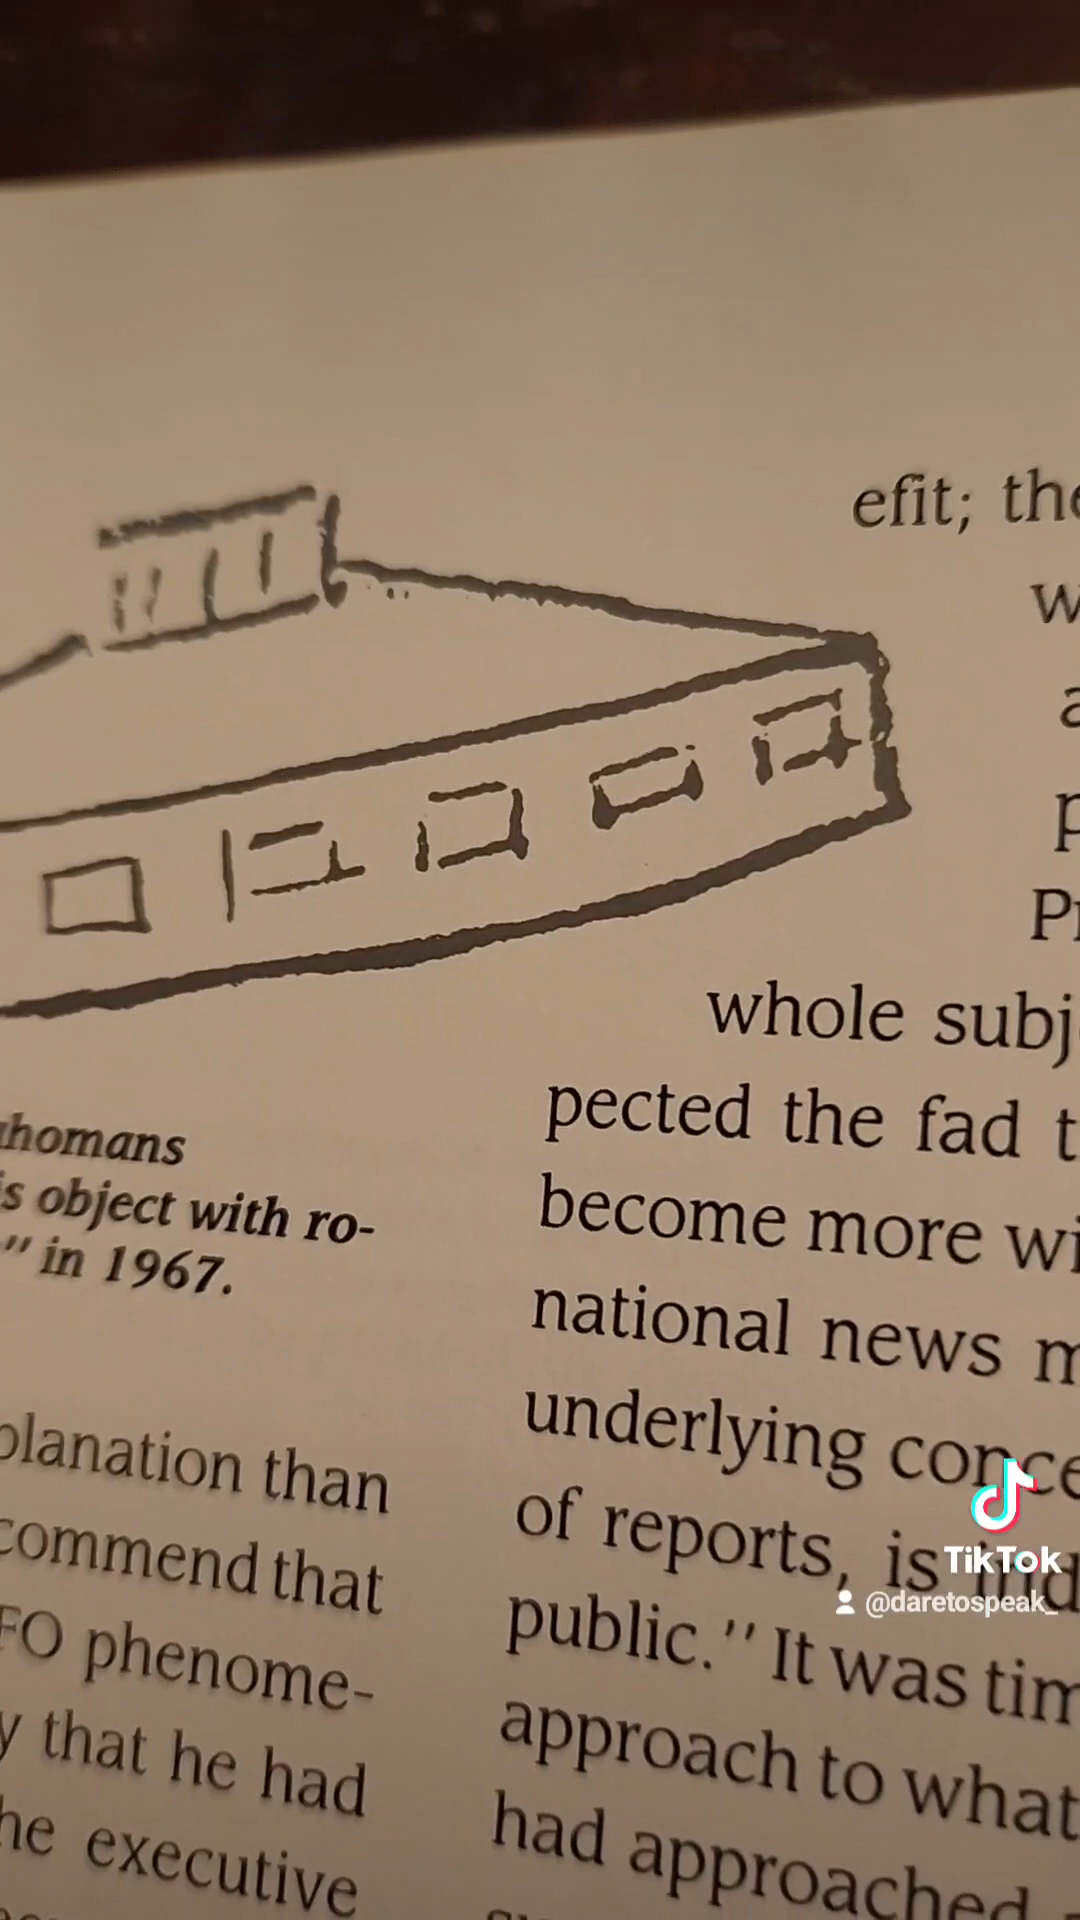 efit; the
whole subj
pected the fad t
become more wi
national news m
underlying conce
of reports, is ind
public." It was tim
approach to what
had approached
homans
is object with ro-
" in 1967.
planation than
commend that
FO phenome-
y that he had
he executive
TikTok
@daretospeak_